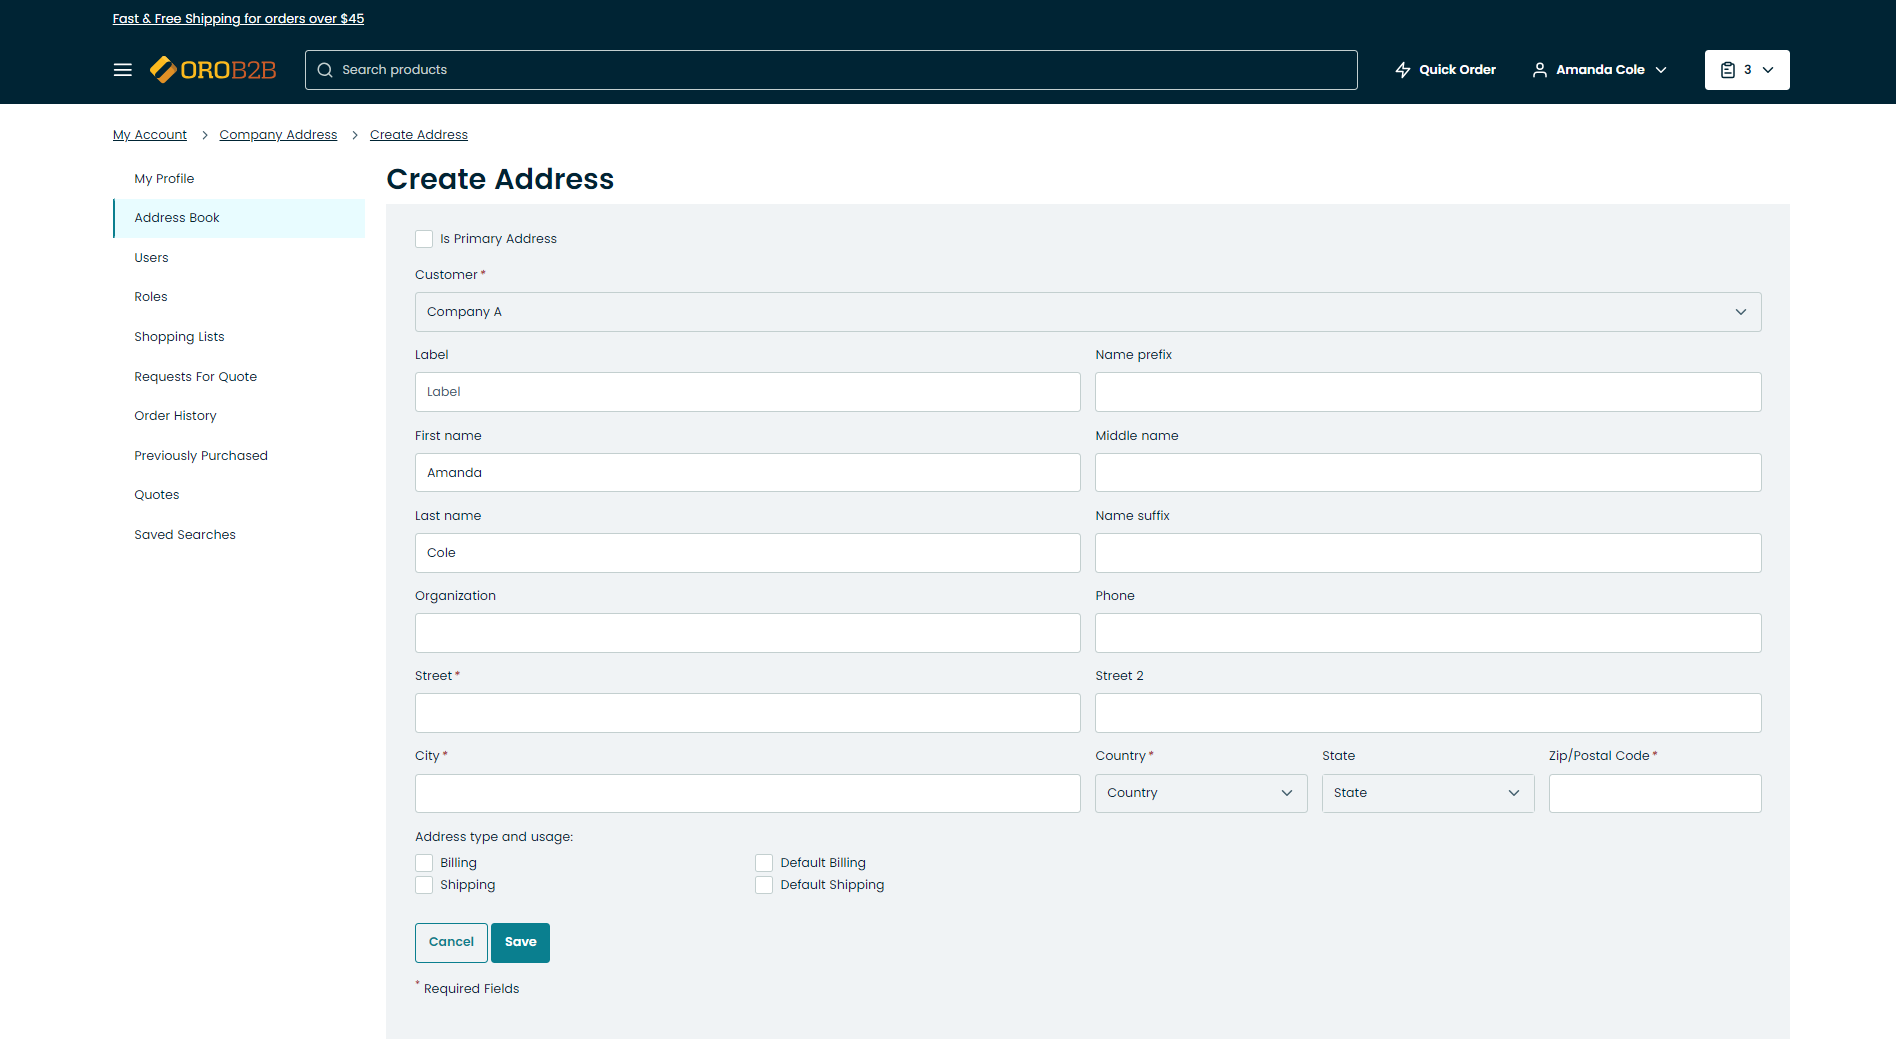 Fast & Free Shipping for orders over $45
OROB2B
Search products
Quick Order
Amanda Cole
3
My Account > Company Address > Create Address
My Profile
Address Book
Users
Roles
Shopping Lists
Requests For Quote
Order History
Previously Purchased
Quotes
Saved Searches
Create Address
Is Primary Address
Customer *
Company A
Label
Name prefix
Label
First name
Middle name
Amanda
Last name
Name suffix
Cole
Organization
Phone
Street *
Street 2
City *
Country *
State
Zip/Postal Code *
Country
State
Address type and usage:
Billing
Default Billing
Shipping
Default Shipping
Cancel
Save
* Required Fields